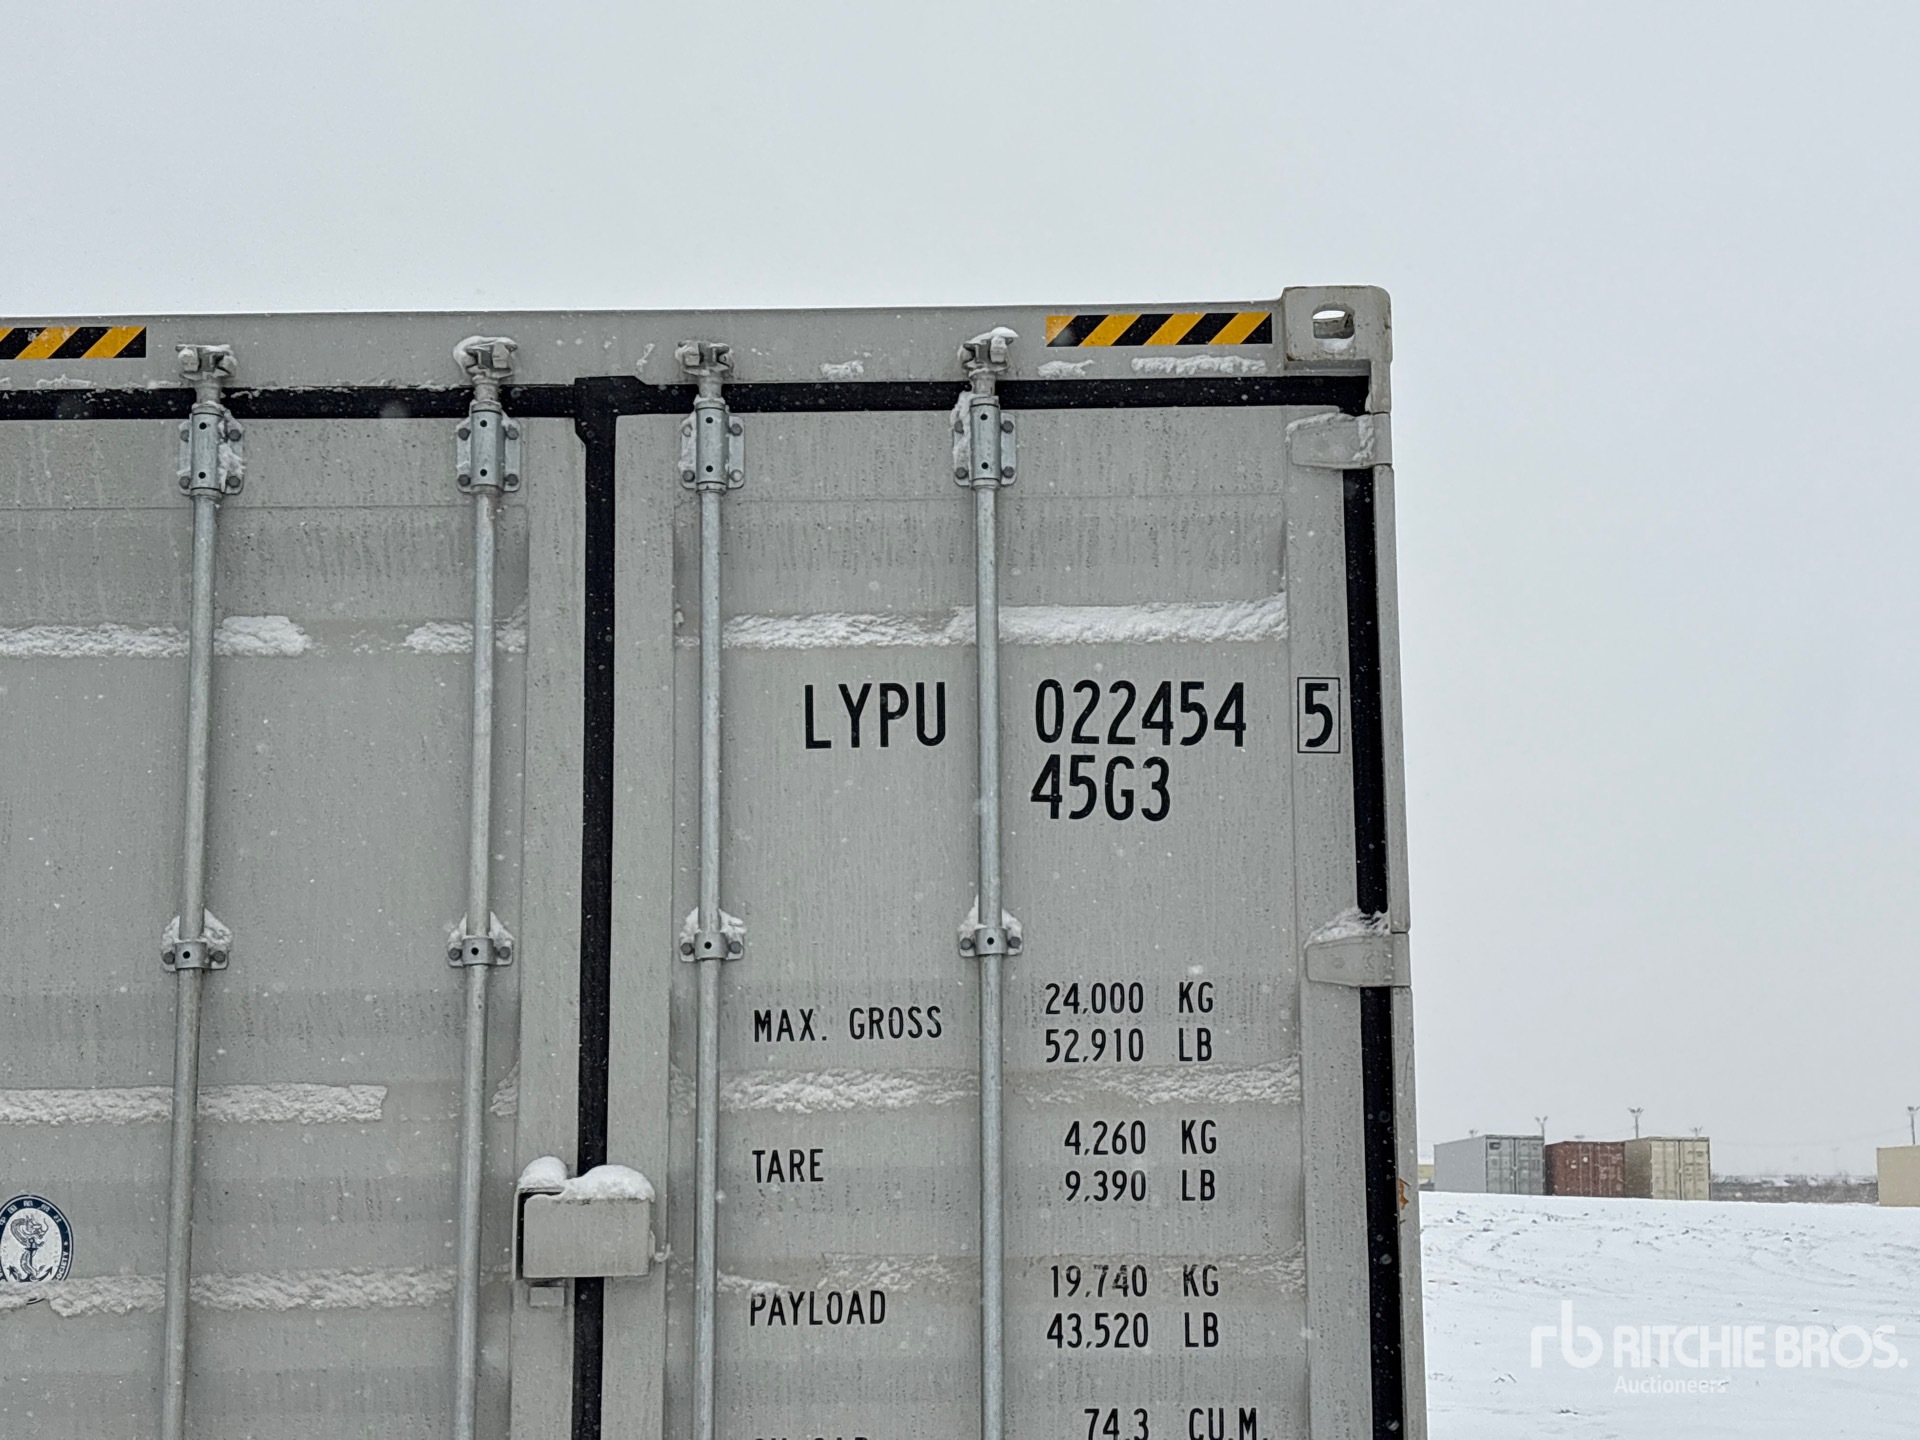 LYPU 022454 5
45G3
MAX. GROSS 24,000 KG
52,910 LB
TARE 4,260 KG
9,390 LB
PAYLOAD 19,740 KG
43,520 LB
74.3 CU.M.
rb RITCHIE BROS.
Auctioneers